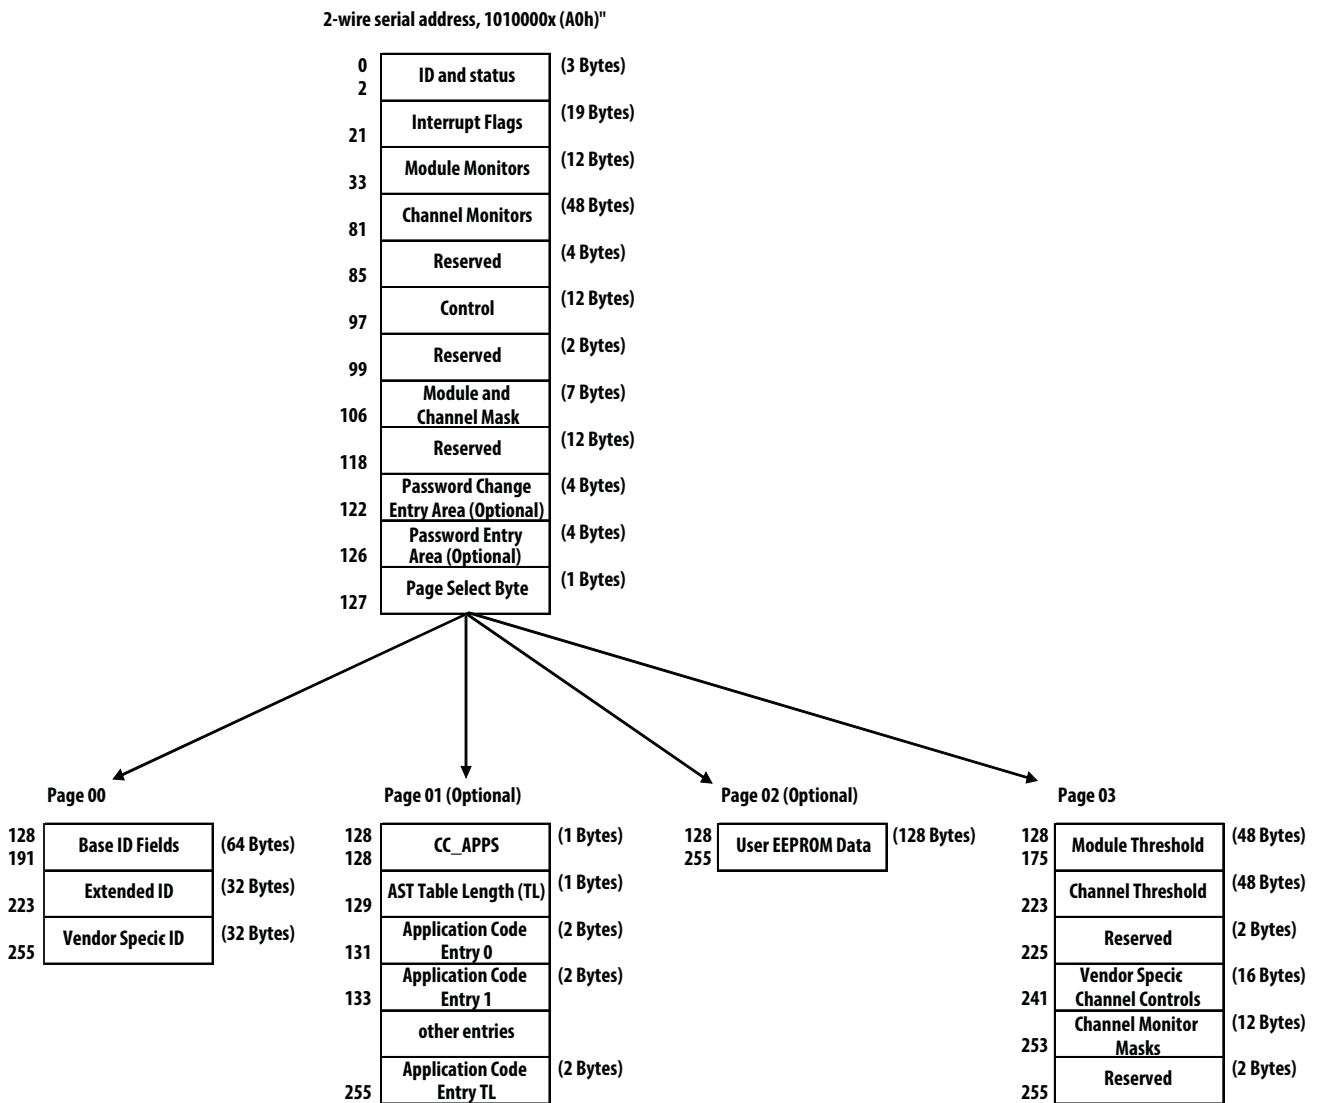 2-wire serial address, 1010000x (A0h)"
0
2
ID and status
(3 Bytes)
21
Interrupt Flags
(19 Bytes)
33
Module Monitors
(12 Bytes)
81
Channel Monitors
(48 Bytes)
85
Reserved
(4 Bytes)
97
Control
(12 Bytes)
99
Reserved
(2 Bytes)
106
Module and
Channel Mask
(7 Bytes)
118
Reserved
(12 Bytes)
122
Password Change
Entry Area (Optional)
(4 Bytes)
126
Password Entry
Area (Optional)
(4 Bytes)
127
Page Select Byte
(1 Bytes)
Page 00
128
191
Base ID Fields
(64 Bytes)
223
Extended ID
(32 Bytes)
255
Vendor Specic ID
(32 Bytes)
Page 01 (Optional)
128
128
CC_APPS
(1 Bytes)
129
AST Table Length (TL)
(1 Bytes)
131
Application Code
Entry 0
(2 Bytes)
133
Application Code
Entry 1
(2 Bytes)
other entries
255
Application Code
Entry TL
(2 Bytes)
Page 02 (Optional)
128
255
User EEPROM Data
(128 Bytes)
Page 03
128
175
Module Threshold
(48 Bytes)
223
Channel Threshold
(48 Bytes)
225
Reserved
(2 Bytes)
241
Vendor Specic
Channel Controls
(16 Bytes)
253
Channel Monitor
Masks
(12 Bytes)
255
Reserved
(2 Bytes)